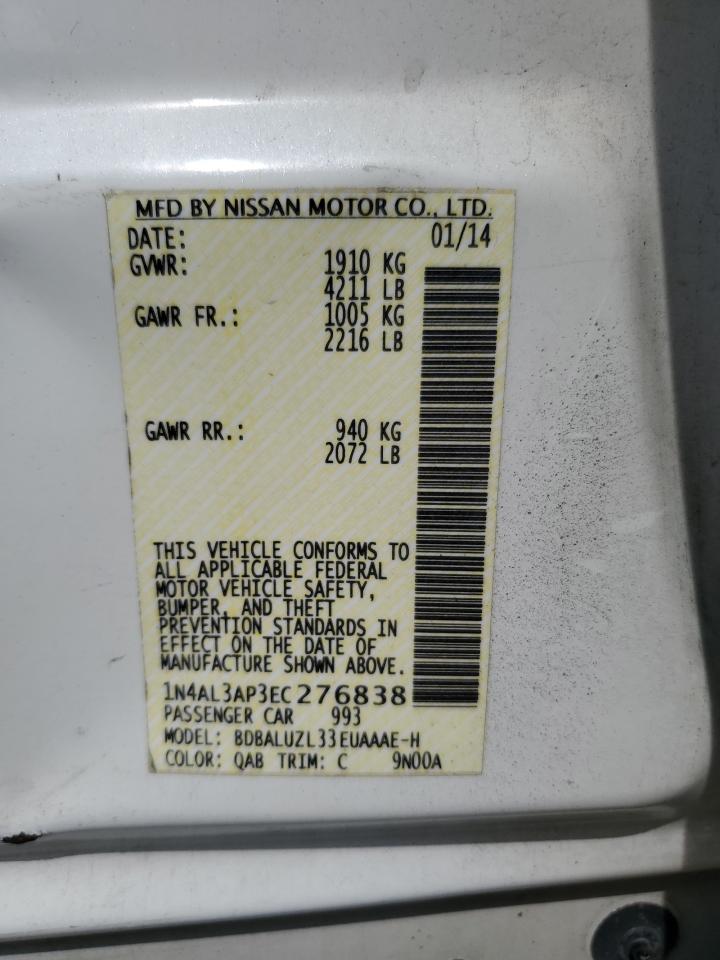 MFD BY NISSAN MOTOR CO., LTD.
DATE: 01/14
GVWR: 1910 KG
4211 LB
GAWR FR.: 1005 KG
2216 LB
GAWR RR.: 940 KG
2072 LB
THIS VEHICLE CONFORMS TO
ALL APPLICABLE FEDERAL
MOTOR VEHICLE SAFETY,
BUMPER, AND THEFT
PREVENTION STANDARDS IN
EFFECT ON THE DATE OF
MANUFACTURE SHOWN ABOVE.
1N4AL3AP3EC276838
PASSENGER CAR 993
MODEL: BDBALUZL33EUAAAE-H
COLOR: QAB TRIM: C 9N00A